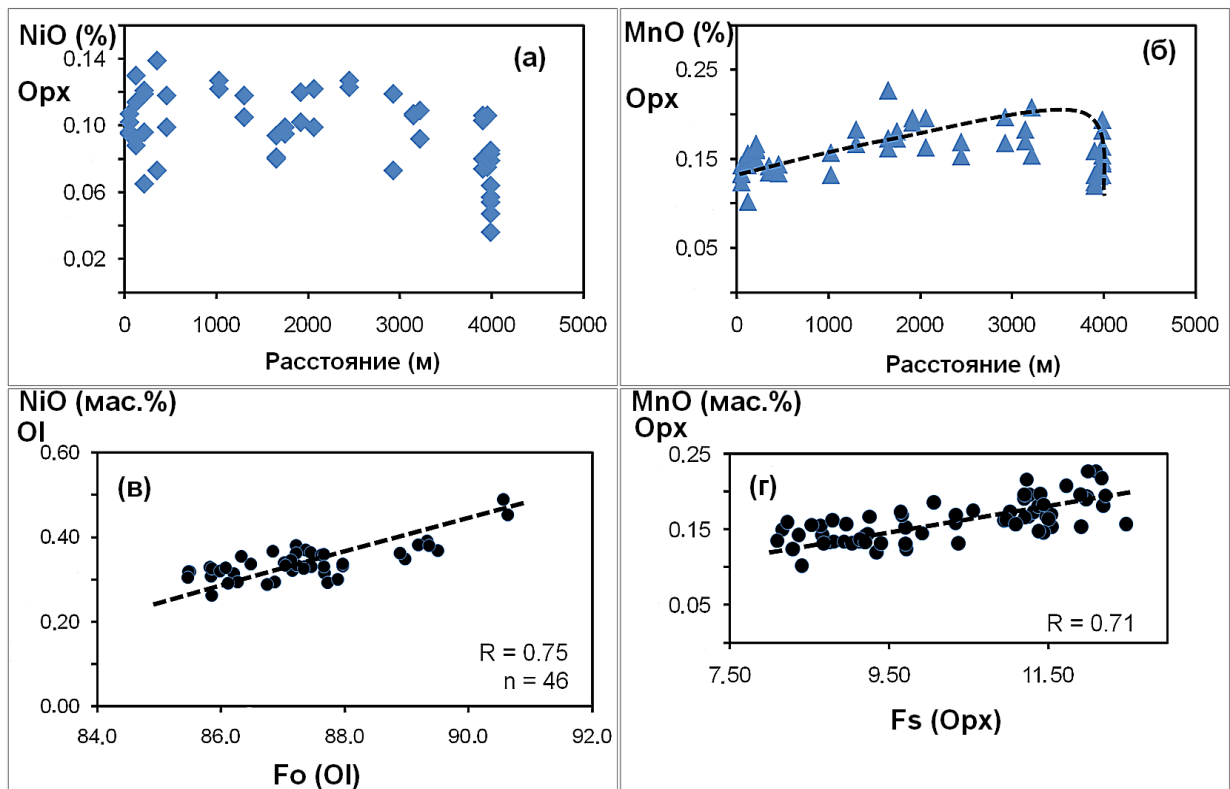 NiO (%)
Opx
(а)
0.14
0.10
0.06
0.02
0 1000 2000 3000 4000 5000
Расстояние (м)
MnO (%)
Opx
(б)
0.25
0.15
0.05
0 1000 2000 3000 4000 5000
Расстояние (м)
NiO (мас.%)
Ol
(в)
0.60
0.40
0.20
0.00
R = 0.75
n = 46
84.0 86.0 88.0 90.0 92.0
Fo (Ol)
MnO (мас.%)
Opx
(г)
0.25
0.15
0.05
R = 0.71
7.50 9.50 11.50
Fs (Opx)